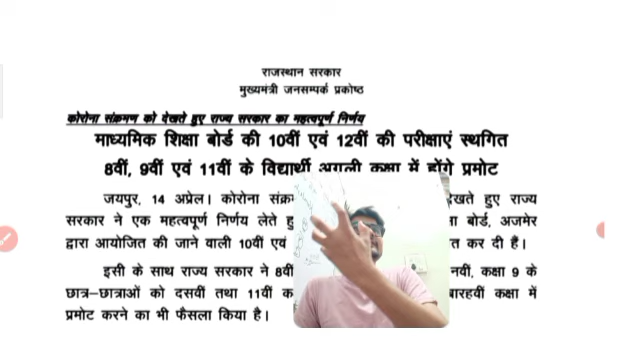 राजस्थान सरकार
मुख्यमंत्री जनसम्पर्क प्रकोष्ठ
कोरोना संक्रमण को देखते हुए राज्य सरकार का महत्वपूर्ण निर्णय
माध्यमिक शिक्षा बोर्ड की 10वीं एवं 12वीं की परीक्षाएं स्थगित
8वीं, 9वीं एवं 11वीं के विद्यार्थी अगली कक्षा में होंगे प्रमोट
जयपुर, 14 अप्रेल। कोरोना देखते हुए राज्य
सरकार ने एक महत्वपूर्ण निर्णय लेते बोर्ड, अजमेर
द्वारा आयोजित की जाने वाली 10वीं एवं कर दी हैं।
इसी के साथ राज्य सरकार ने 8वीं नवीं, कक्षा 9 के
छात्र-छात्राओं को दसवीं तथा 11वीं बारहवीं कक्षा में
प्रमोट करने का भी फैसला किया है।